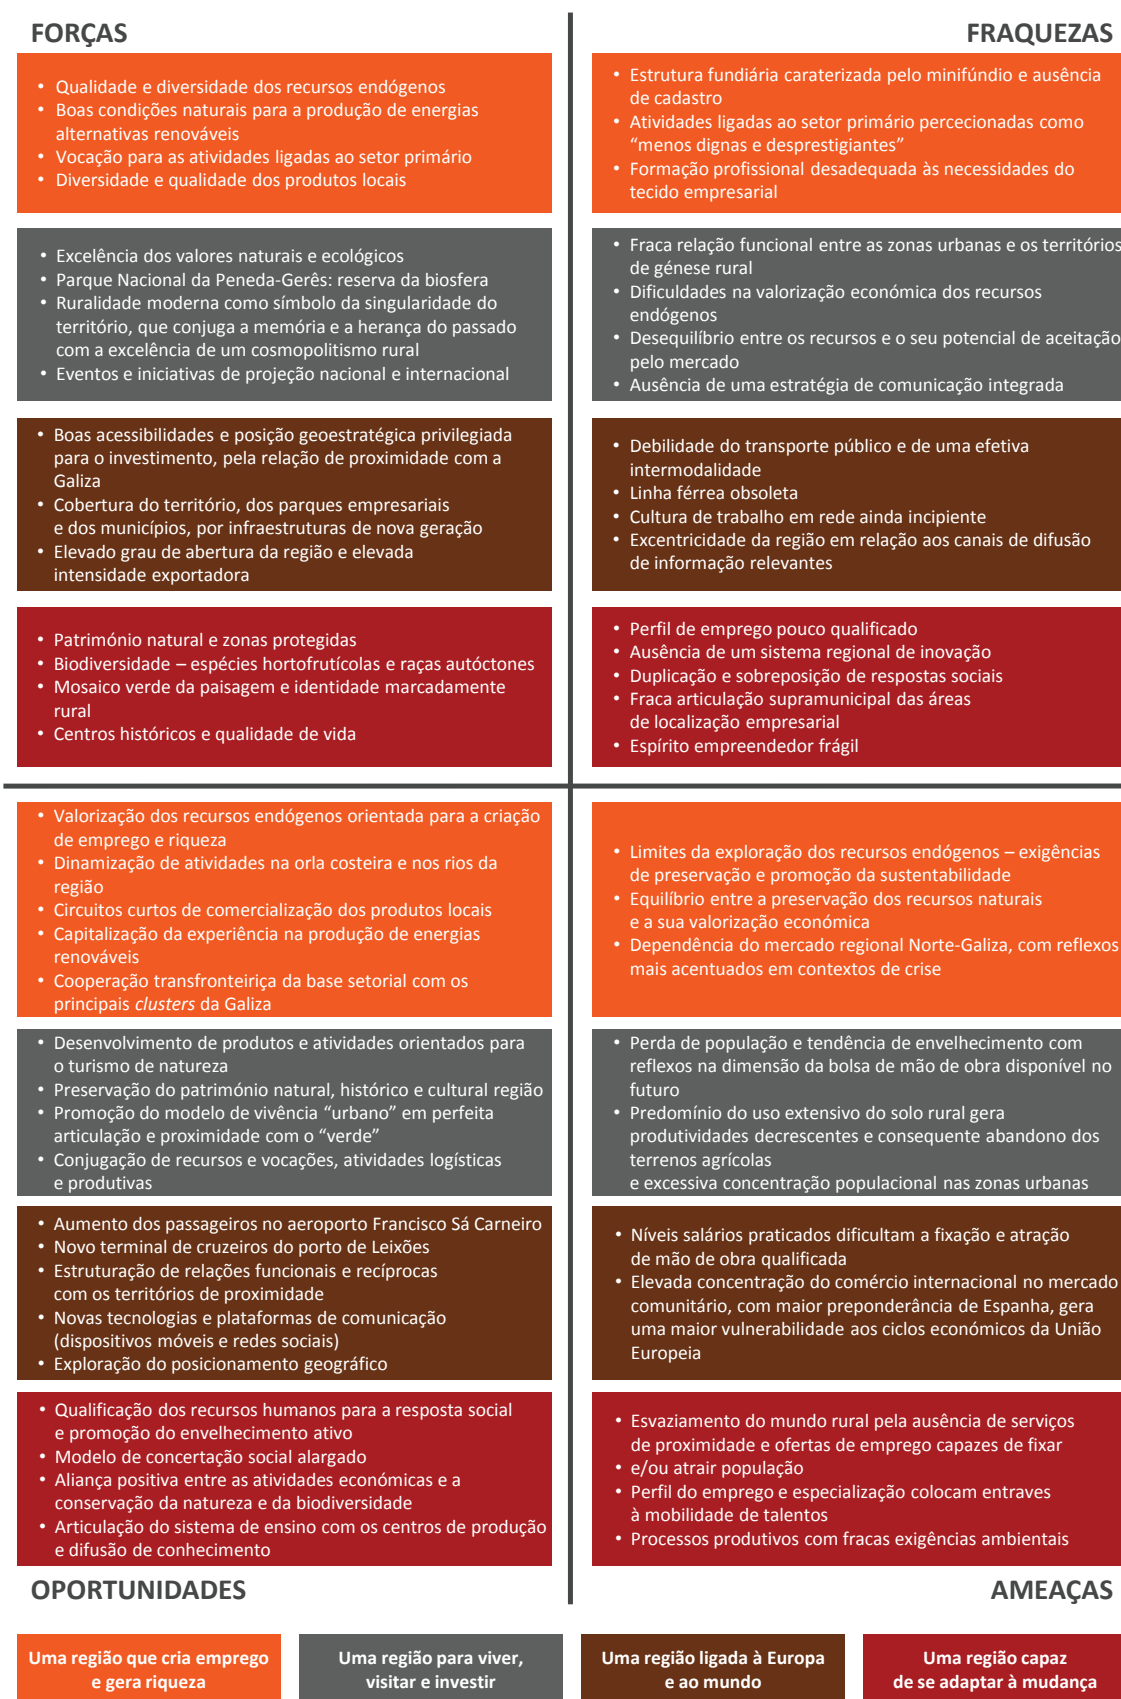 FORÇAS
FRAQUEZAS
• Qualidade e diversidade dos recursos endógenos
• Boas condições naturais para a produção de energias
alternativas renováveis
• Vocação para as atividades ligadas ao setor primário
• Diversidade e qualidade dos produtos locais
• Estrutura fundiária caraterizada pelo minifúndio e ausência
de cadastro
• Atividades ligadas ao setor primário percecionadas como
“menos dignas e desprestigiantes”
• Formação profissional desadequada às necessidades do
tecido empresarial
• Excelência dos valores naturais e ecológicos
• Parque Nacional da Peneda-Gerês: reserva da biosfera
• Ruralidade moderna como símbolo da singularidade do
território, que conjuga a memória e a herança do passado
com a excelência de um cosmopolitismo rural
• Eventos e iniciativas de projeção nacional e internacional
• Fraca relação funcional entre as zonas urbanas e os territórios
de génese rural
• Dificuldades na valorização económica dos recursos
endógenos
• Desequilíbrio entre os recursos e o seu potencial de aceitação
pelo mercado
• Ausência de uma estratégia de comunicação integrada
• Boas acessibilidades e posição geoestratégica privilegiada
para o investimento, pela relação de proximidade com a
Galiza
• Cobertura do território, dos parques empresariais
e dos municípios, por infraestruturas de nova geração
• Elevado grau de abertura da região e elevada
intensidade exportadora
• Debilidade do transporte público e de uma efetiva
intermodalidade
• Linha férrea obsoleta
• Cultura de trabalho em rede ainda incipiente
• Excentricidade da região em relação aos canais de difusão
de informação relevantes
• Património natural e zonas protegidas
• Biodiversidade – espécies hortofrutícolas e raças autóctones
• Mosaico verde da paisagem e identidade marcadamente
rural
• Centros históricos e qualidade de vida
• Perfil de emprego pouco qualificado
• Ausência de um sistema regional de inovação
• Duplicação e sobreposição de respostas sociais
• Fraca articulação supramunicipal das áreas
de localização empresarial
• Espírito empreendedor frágil
• Valorização dos recursos endógenos orientada para a criação
de emprego e riqueza
• Dinamização de atividades na orla costeira e nos rios da
região
• Circuitos curtos de comercialização dos produtos locais
• Capitalização da experiência na produção de energias
renováveis
• Cooperação transfronteiriça da base setorial com os
principais clusters da Galiza
• Limites da exploração dos recursos endógenos – exigências
de preservação e promoção da sustentabilidade
• Equilíbrio entre a preservação dos recursos naturais
e a sua valorização económica
• Dependência do mercado regional Norte-Galiza, com reflexos
mais acentuados em contextos de crise
• Desenvolvimento de produtos e atividades orientados para
o turismo de natureza
• Preservação do património natural, histórico e cultural região
• Promoção do modelo de vivência “urbano” em perfeita
articulação e proximidade com o “verde”
• Conjugação de recursos e vocações, atividades logísticas
e produtivas
• Perda de população e tendência de envelhecimento com
reflexos na dimensão da bolsa de mão de obra disponível no
futuro
• Predomínio do uso extensivo do solo rural gera
produtividades decrescentes e consequente abandono dos
terrenos agrícolas
e excessiva concentração populacional nas zonas urbanas
• Aumento dos passageiros no aeroporto Francisco Sá Carneiro
• Novo terminal de cruzeiros do porto de Leixões
• Estruturação de relações funcionais e recíprocas
com os territórios de proximidade
• Novas tecnologias e plataformas de comunicação
(dispositivos móveis e redes sociais)
• Exploração do posicionamento geográfico
• Níveis salários praticados dificultam a fixação e atração
de mão de obra qualificada
• Elevada concentração do comércio internacional no mercado
comunitário, com maior preponderância de Espanha, gera
uma maior vulnerabilidade aos ciclos económicos da União
Europeia
• Qualificação dos recursos humanos para a resposta social
e promoção do envelhecimento ativo
• Modelo de concertação social alargado
• Aliança positiva entre as atividades económicas e a
conservação da natureza e da biodiversidade
• Articulação do sistema de ensino com os centros de produção
e difusão de conhecimento
• Esvaziamento do mundo rural pela ausência de serviços
de proximidade e ofertas de emprego capazes de fixar
• e/ou atrair população
• Perfil do emprego e especialização colocam entraves
à mobilidade de talentos
• Processos produtivos com fracas exigências ambientais
OPORTUNIDADES
AMEAÇAS
Uma região que cria emprego
e gera riqueza
Uma região para viver,
visitar e investir
Uma região ligada à Europa
e ao mundo
Uma região capaz
de se adaptar à mudança